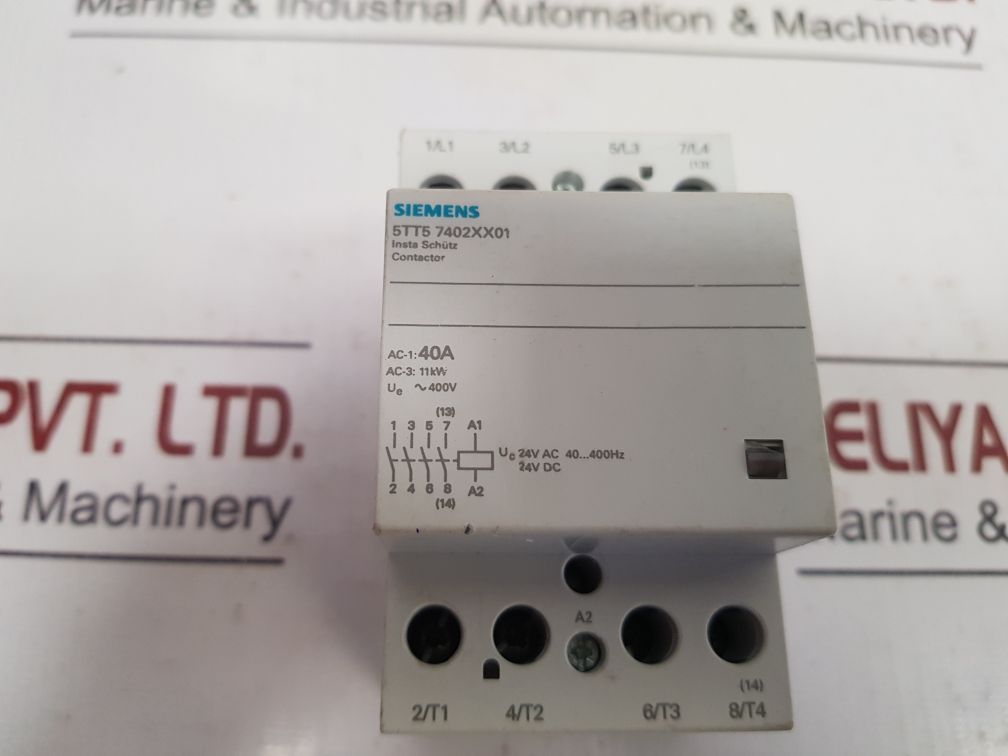 Marine & Industrial Automation & Machinery
1/L1 3/L2 5/L3 7/L4
(13)
SIEMENS
5TT5 7402XX01
Insta Schütz
Contactor
AC-1: 40A
AC-3: 11kW
Ue ~400V
(13)
1 3 5 7 A1
Uc 24V AC 40...400Hz
24V DC
2 4 6 8 A2
(14)
PVT. LTD.
& Machinery
ELIYA
arine &
A2
(14)
2/T1 4/T2 6/T3 8/T4